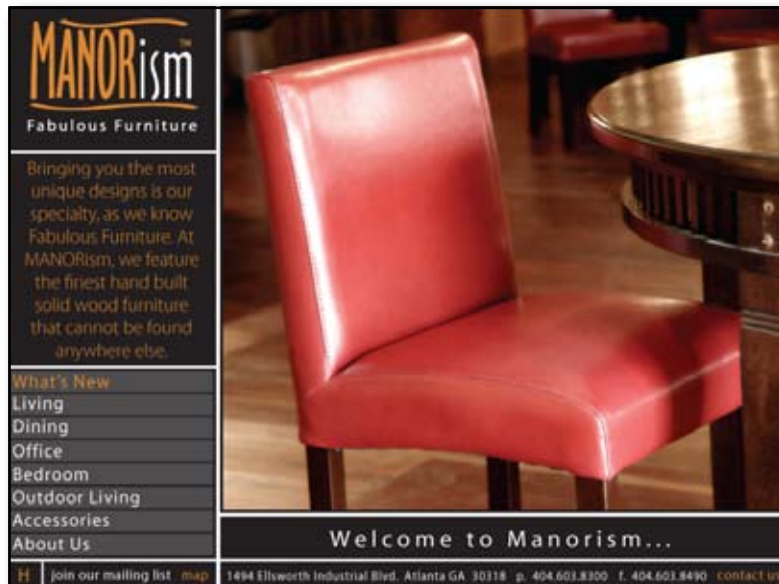 MANORism™
Fabulous Furniture
Bringing you the most
unique designs is our
specialty, as we know
Fabulous Furniture. At
MANORism, we feature
the finest hand built
solid wood furniture
that cannot be found
anywhere else.
What's New
Living
Dining
Office
Bedroom
Outdoor Living
Accessories
About Us
Welcome to Manorism...
H join our mailing list map 1494 Ellsworth Industrial Blvd. Atlanta GA 30318 p. 404.603.8300 f. 404.603.8490 contact us